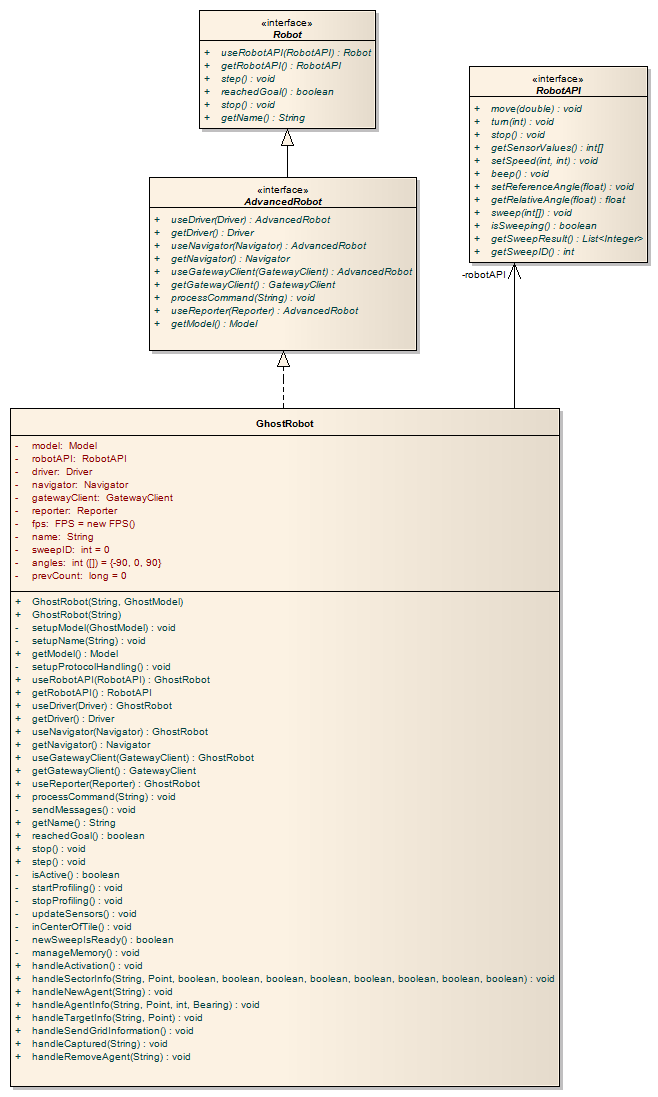 «interface»
Robot
+ useRobotAPI(RobotAPI) : Robot
+ getRobotAPI() : RobotAPI
+ step() : void
+ reachedGoal() : boolean
+ stop() : void
+ getName() : String
«interface»
RobotAPI
+ move(double) : void
+ turn(int) : void
+ stop() : void
+ getSensorValues() : int[]
+ setSpeed(int, int) : void
+ beep() : void
+ setReferenceAngle(float) : void
+ getRelativeAngle(float) : float
+ sweep(int[]) : void
+ isSweeping() : boolean
+ getSweepResult() : List<Integer>
+ getSweepID() : int
«interface»
AdvancedRobot
+ useDriver(Driver) : AdvancedRobot
+ getDriver() : Driver
+ useNavigator(Navigator) : AdvancedRobot
+ getNavigator() : Navigator
+ useGatewayClient(GatewayClient) : AdvancedRobot
+ getGatewayClient() : GatewayClient
+ processCommand(String) : void
+ useReporter(Reporter) : AdvancedRobot
+ getModel() : Model
-robotAPI
GhostRobot
- model: Model
- robotAPI: RobotAPI
- driver: Driver
- navigator: Navigator
- gatewayClient: GatewayClient
- reporter: Reporter
- fps: FPS = new FPS()
- name: String
- sweepID: int = 0
- angles: int ([]) = {-90, 0, 90}
- prevCount: long = 0
+ GhostRobot(String, GhostModel)
+ GhostRobot(String)
- setupModel(GhostModel) : void
- setupName(String) : void
+ getModel() : Model
- setupProtocolHandling() : void
+ useRobotAPI(RobotAPI) : GhostRobot
+ getRobotAPI() : RobotAPI
+ useDriver(Driver) : GhostRobot
+ getDriver() : Driver
+ useNavigator(Navigator) : GhostRobot
+ getNavigator() : Navigator
+ useGatewayClient(GatewayClient) : GhostRobot
+ getGatewayClient() : GatewayClient
+ useReporter(Reporter) : GhostRobot
+ processCommand(String) : void
- sendMessages() : void
+ getName() : String
+ reachedGoal() : boolean
+ stop() : void
+ step() : void
- isActive() : boolean
- startProfiling() : void
- stopProfiling() : void
- updateSensors() : void
- inCenterOfTile() : void
- newSweepIsReady() : boolean
- manageMemory() : void
+ handleActivation() : void
+ handleSectorInfo(String, Point, boolean, boolean, boolean, boolean, boolean, boolean, boolean, boolean) : void
+ handleNewAgent(String) : void
+ handleAgentInfo(String, Point, int, Bearing) : void
+ handleTargetInfo(String, Point) : void
+ handleSendGridInformation() : void
+ handleCaptured(String) : void
+ handleRemoveAgent(String) : void